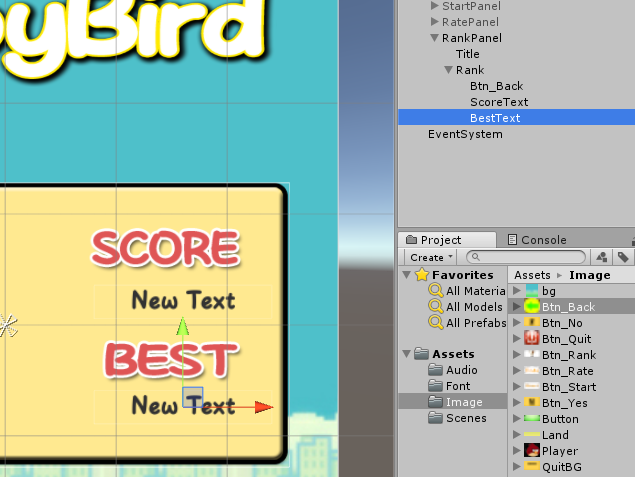 pyBird
SCORE
New Text
BEST
New Text
StartPanel
RatePanel
RankPanel
Title
Rank
Btn_Back
ScoreText
BestText
EventSystem
Project
Console
Create
Favorites
All Materia
All Models
All Prefabs
Assets
Audio
Font
Image
Scenes
Assets ▸ Image
bg
Btn_Back
Btn_No
Btn_Quit
Btn_Rank
Btn_Rate
Btn_Start
Btn_Yes
Button
Land
Player
QuitBG